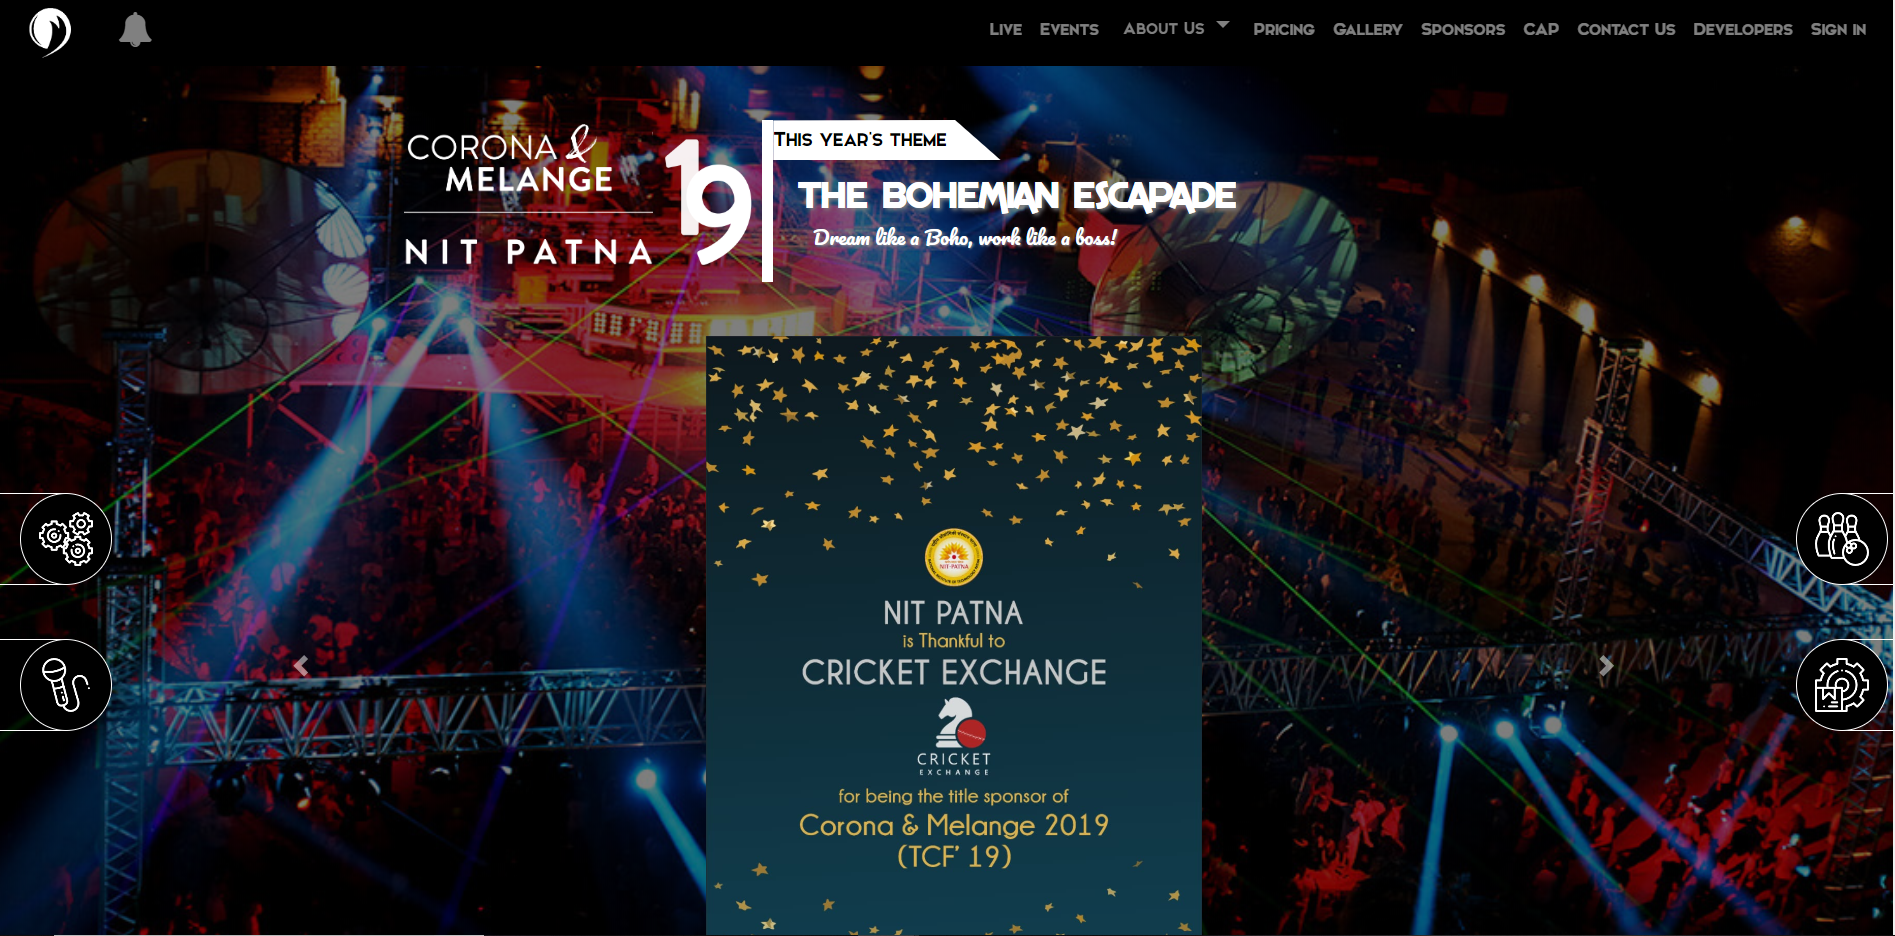 Live Events About Us Pricing Gallery Sponsors CAP Contact Us Developers Sign in
CORONA &
MELANGE
NIT PATNA
19
This year's theme
THE BOHEMIAN ESCAPADE
Dream like a Boho, work like a boss!
NIT PATNA
NIT PATNA
is Thankful to
CRICKET EXCHANGE
CRICKET
EXCHANGE
for being the title sponsor of
Corona & Melange 2019
(TCF' 19)